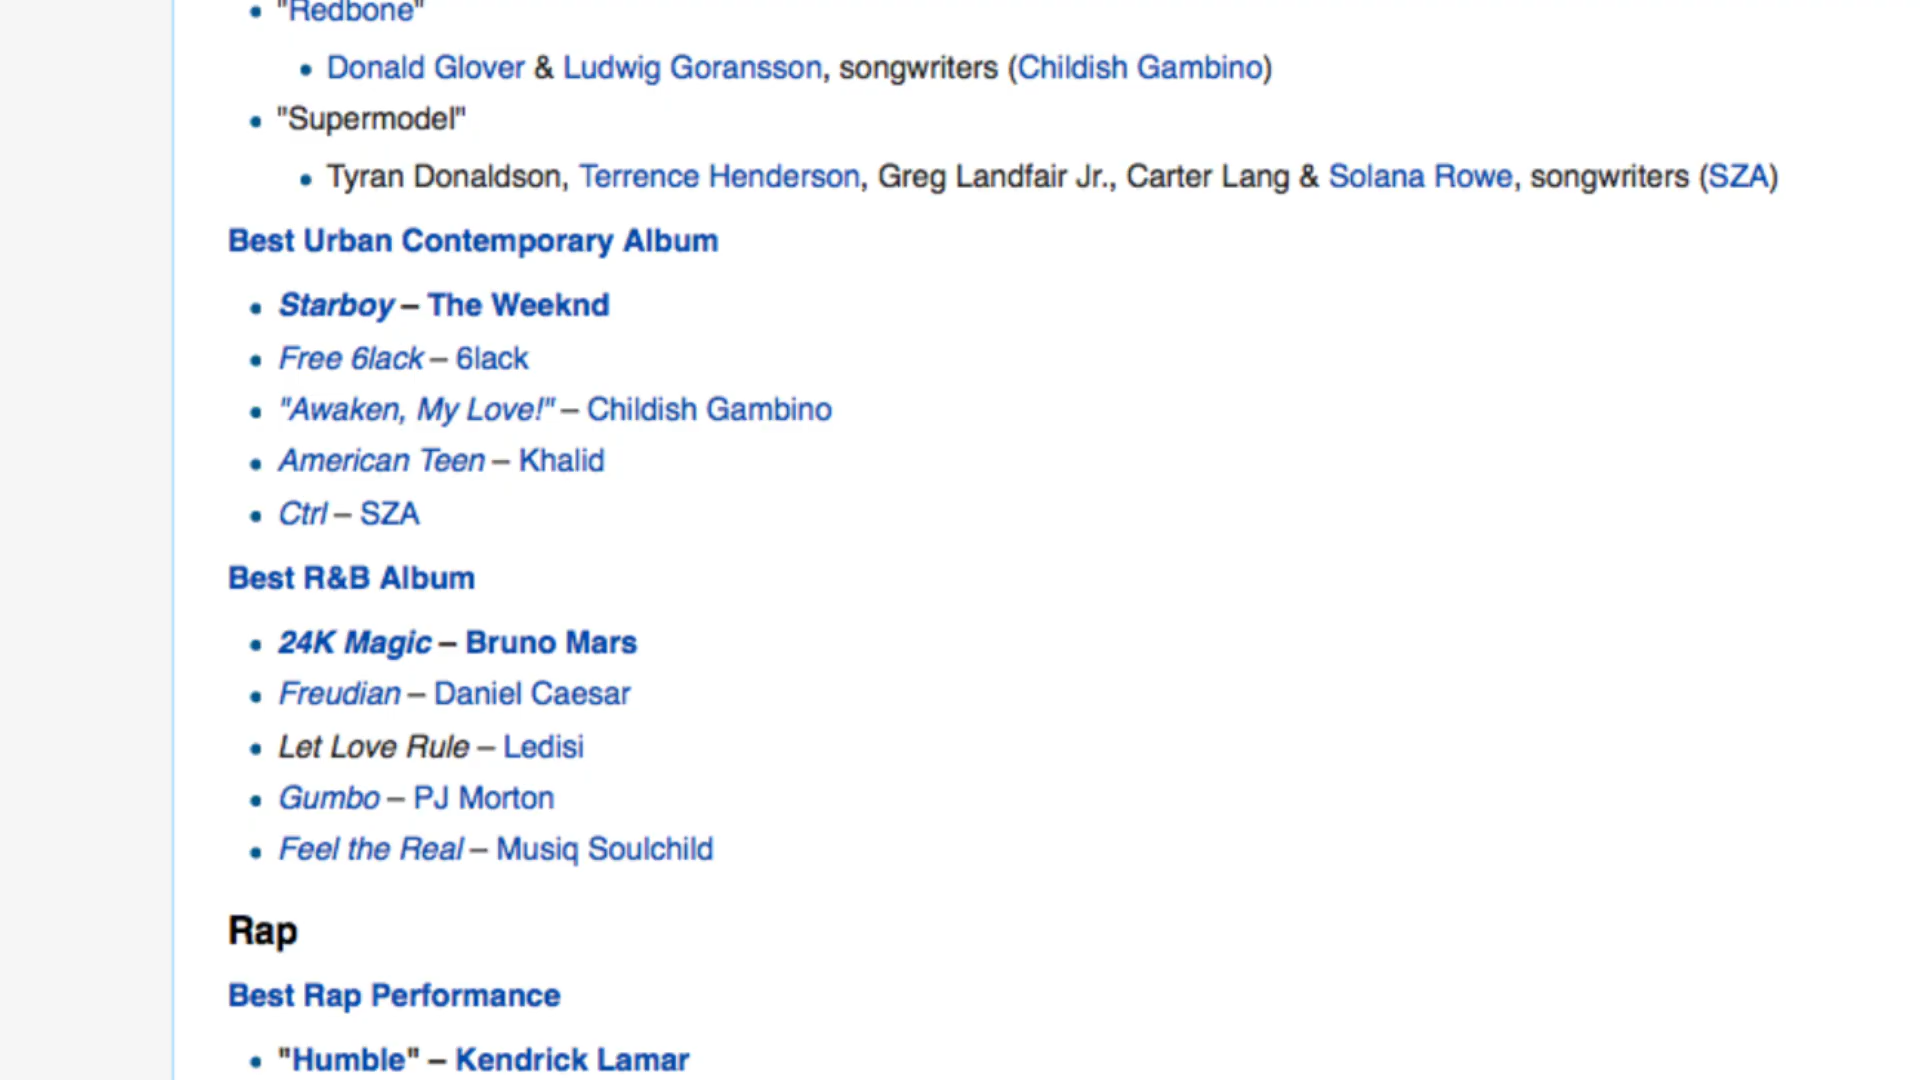 "Redbone"
Donald Glover & Ludwig Goransson, songwriters (Childish Gambino)
"Supermodel"
Tyran Donaldson, Terrence Henderson, Greg Landfair Jr., Carter Lang & Solana Rowe, songwriters (SZA)
Best Urban Contemporary Album
Starboy – The Weeknd
Free 6lack – 6lack
"Awaken, My Love!" – Childish Gambino
American Teen – Khalid
Ctrl – SZA
Best R&B Album
24K Magic – Bruno Mars
Freudian – Daniel Caesar
Let Love Rule – Ledisi
Gumbo – PJ Morton
Feel the Real – Musiq Soulchild
Rap
Best Rap Performance
"Humble" – Kendrick Lamar